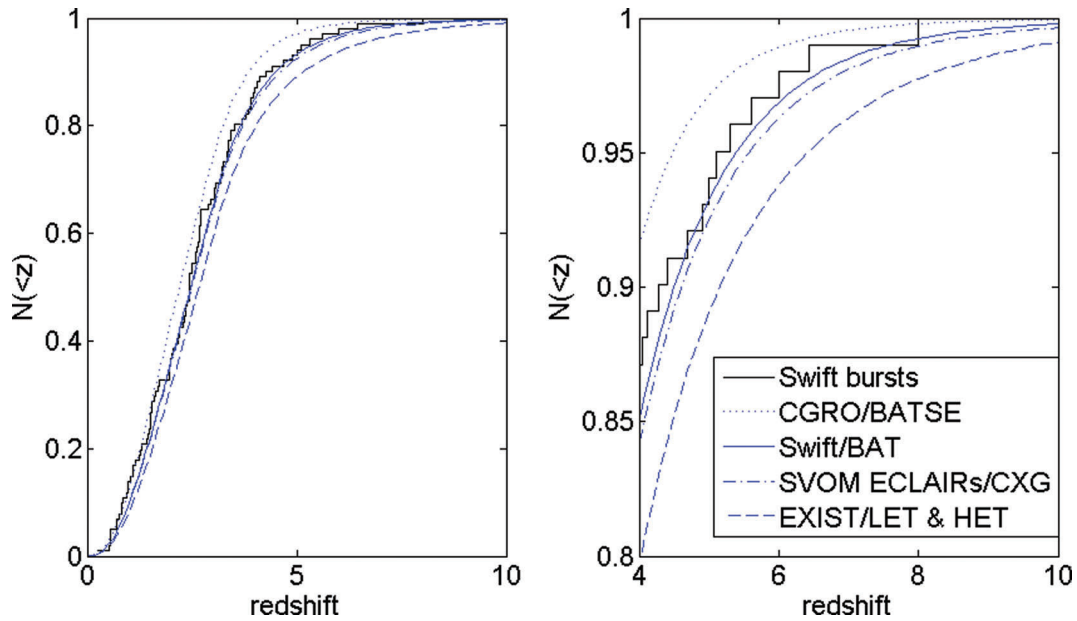 1
0.8
0.6
0.4
0.2
0
N(<z)
0
5
10
redshift
1
0.95
0.9
0.85
0.8
N(<z)
4
6
8
10
redshift
Swift bursts
CGRO/BATSE
Swift/BAT
SVOM ECLAIRs/CXG
EXIST/LET & HET